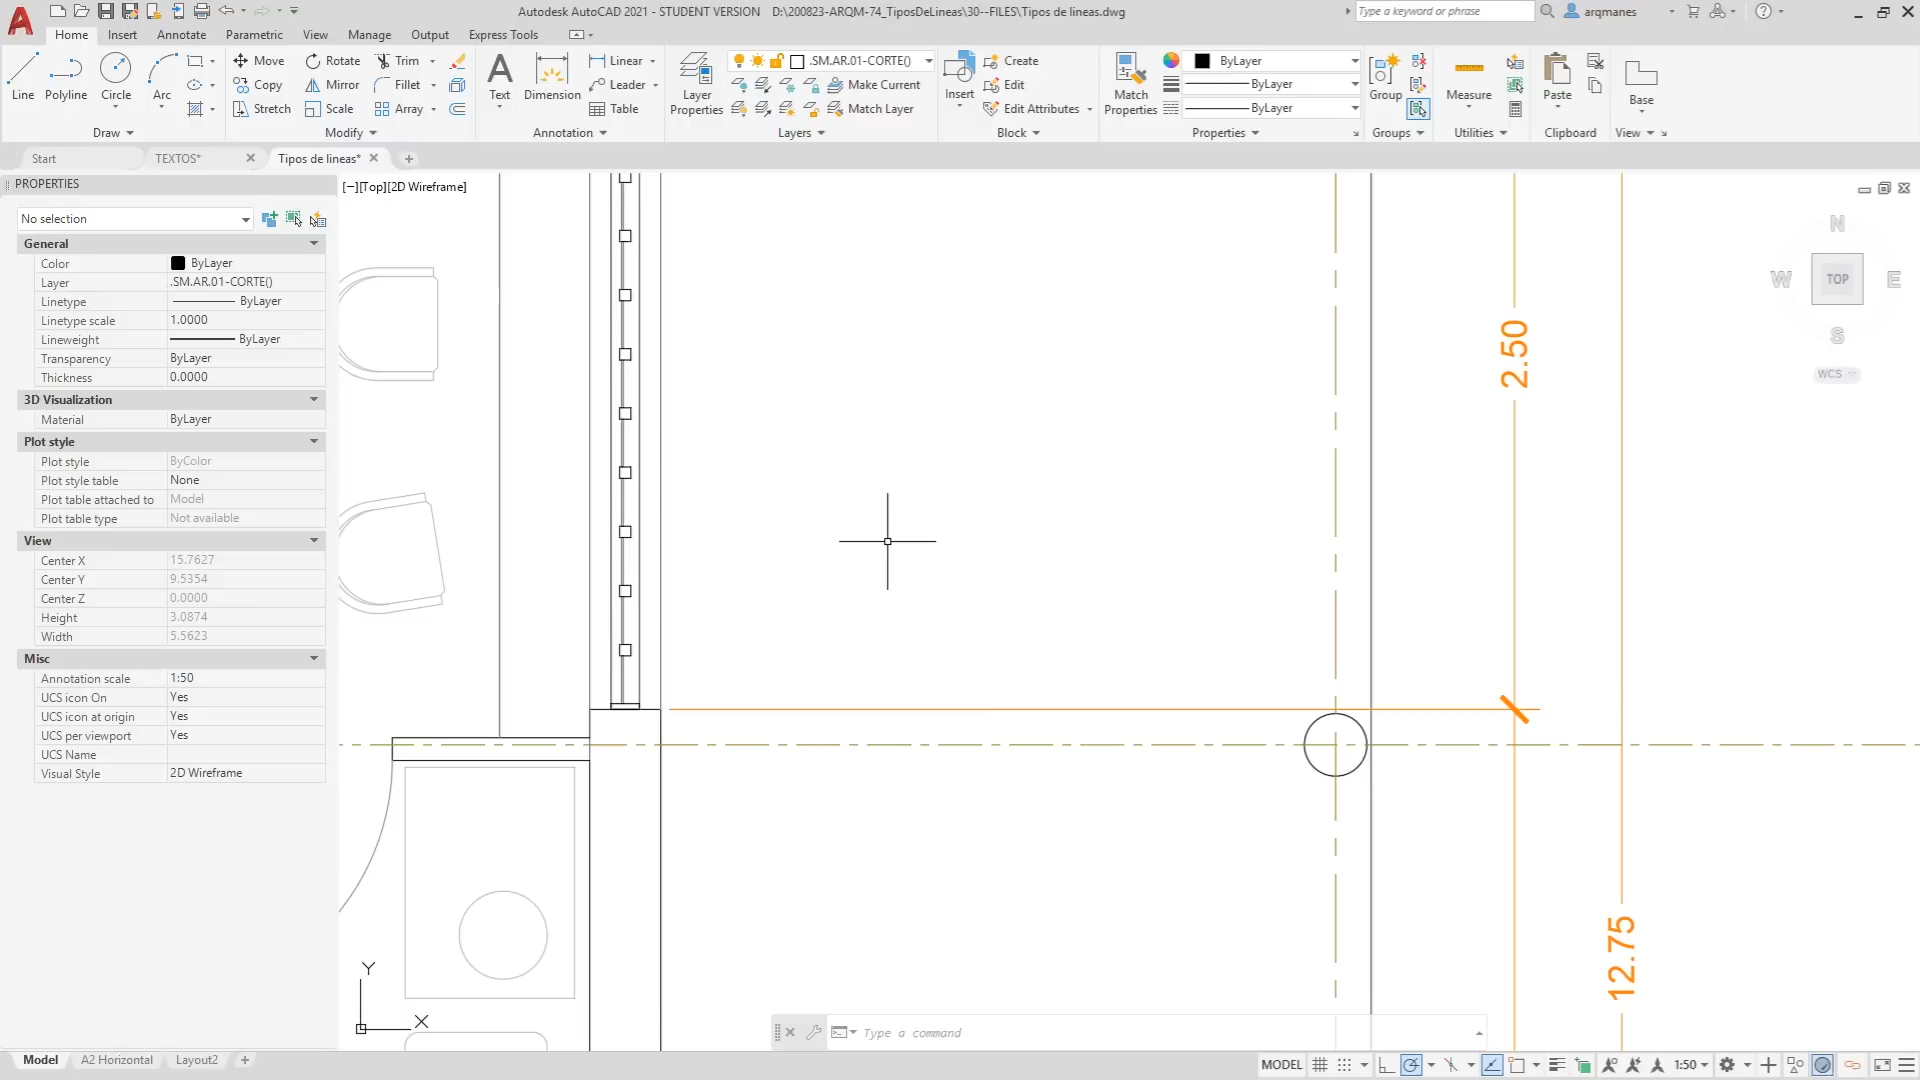 Autodesk AutoCAD 2021 - STUDENT VERSION D:\200823-ARQM-74_TiposDeLineas\30--FILES\Tipos de lineas.dwg
Type a keyword or phrase
arqmanes
Home Insert Annotate Parametric View Manage Output Express Tools
Line Polyline Circle Arc
Move Rotate Trim
Copy Mirror Fillet
Stretch Scale Array
Text Dimension
Linear
Leader
Table
Layer Properties
.SM.AR.01-CORTE()
Make Current
Match Layer
Insert
Create
Edit
Edit Attributes
Match Properties
ByLayer
ByLayer
ByLayer
Group
Measure
Paste
Base
Draw Modify Annotation Layers Block Properties Groups Utilities Clipboard View
Start TEXTOS* Tipos de lineas*
PROPERTIES
[−][Top][2D Wireframe]
No selection
General
Color ByLayer
Layer .SM.AR.01-CORTE()
Linetype ByLayer
Linetype scale 1.0000
Lineweight ByLayer
Transparency ByLayer
Thickness 0.0000
3D Visualization
Material ByLayer
Plot style
Plot style ByColor
Plot style table None
Plot table attached to Model
Plot table type Not available
View
Center X 15.7627
Center Y 9.5354
Center Z 0.0000
Height 3.0874
Width 5.5623
Misc
Annotation scale 1:50
UCS icon On Yes
UCS icon at origin Yes
UCS per viewport Yes
UCS Name
Visual Style 2D Wireframe
N
W TOP E
S
WCS
2.50
12.75
Y
X
Type a command
Model A2 Horizontal Layout2
MODEL 1:50